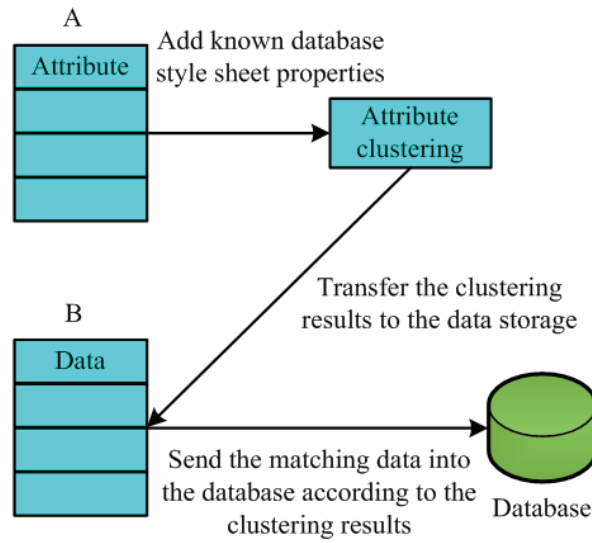 A
Attribute
Add known database
style sheet properties
Attribute
clustering
Transfer the clustering
results to the data storage
B
Data
Send the matching data into
the database according to the
clustering results
Database